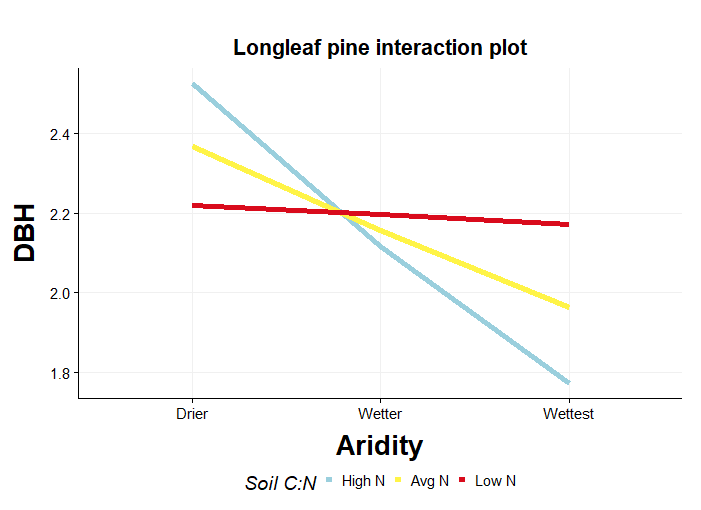 Longleaf pine interaction plot
DBH
2.4
2.2
2.0
1.8
Drier Wetter Wettest
Aridity
Soil C:N High N Avg N Low N